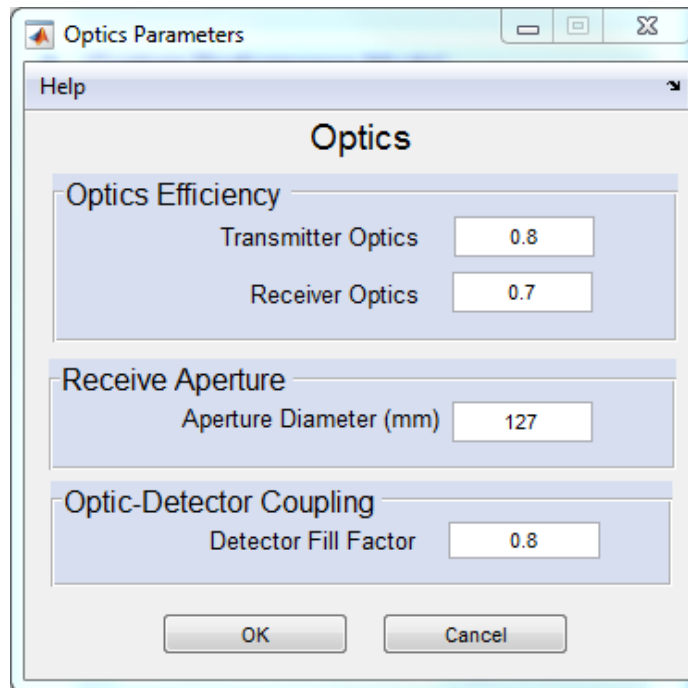 Optics Parameters
Help
Optics
Optics Efficiency
Transmitter Optics 0.8
Receiver Optics 0.7
Receive Aperture
Aperture Diameter (mm) 127
Optic-Detector Coupling
Detector Fill Factor 0.8
OK Cancel